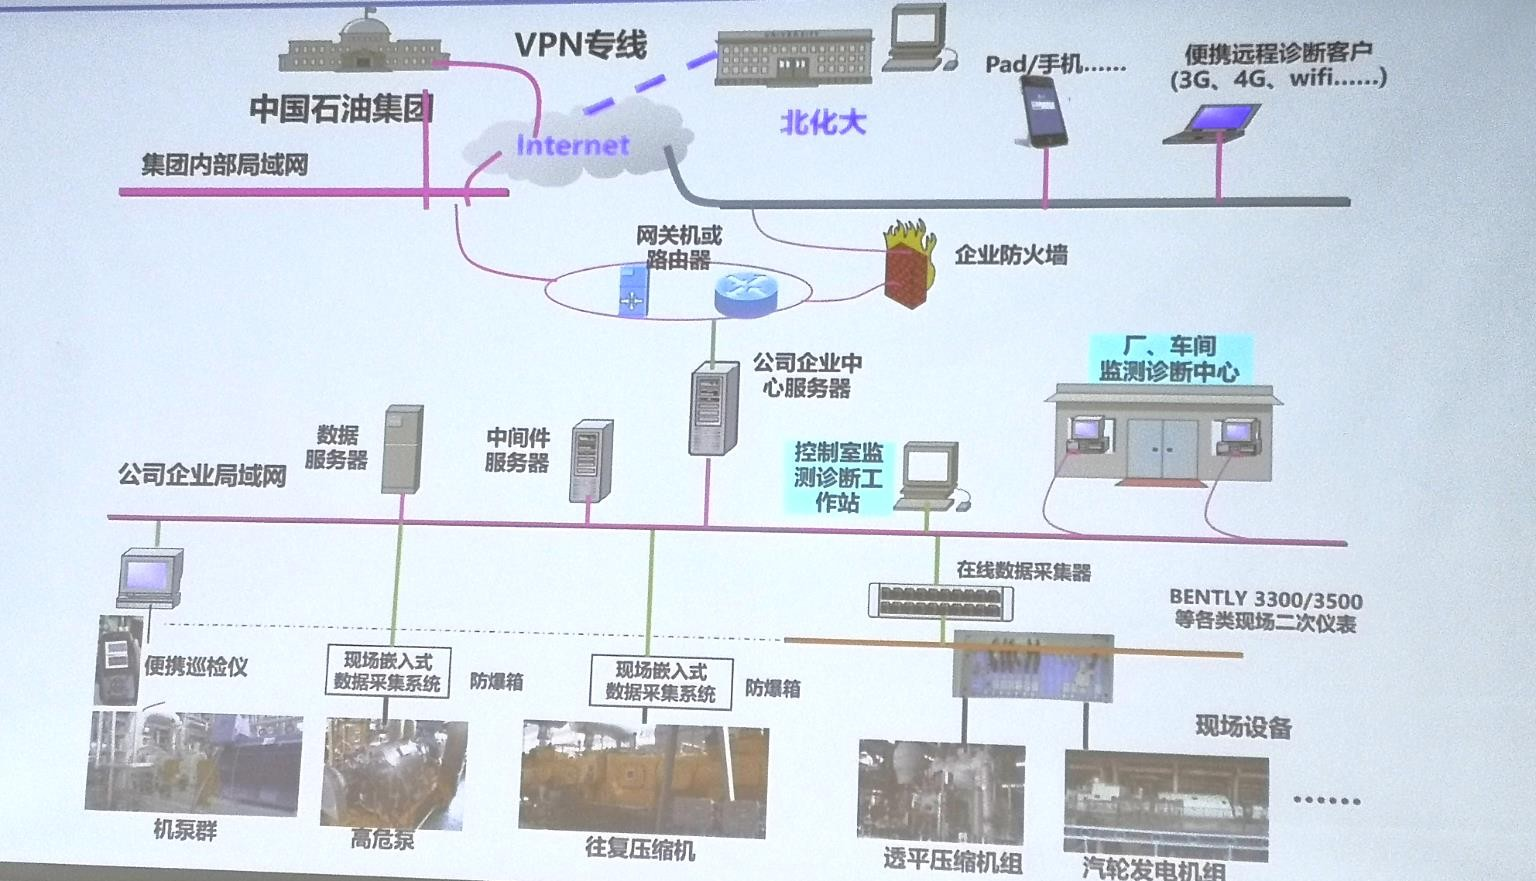 VPN专线
UNIVERSITY
中国石油集团
Internet
北化大
Pad/手机......
便携远程诊断客户
(3G、4G、wifi......)
集团内部局域网
网关机或
路由器
企业防火墙
公司企业中
心服务器
厂、车间
监测诊断中心
数据
服务器
中间件
服务器
公司企业局域网
控制室监
测诊断工
作站
在线数据采集器
BENTLY 3300/3500
等各类现场二次仪表
便携巡检仪
现场嵌入式
数据采集系统
防爆箱
现场嵌入式
数据采集系统
防爆箱
现场设备
机泵群
高危泵
往复压缩机
透平压缩机组
汽轮发电机组
......